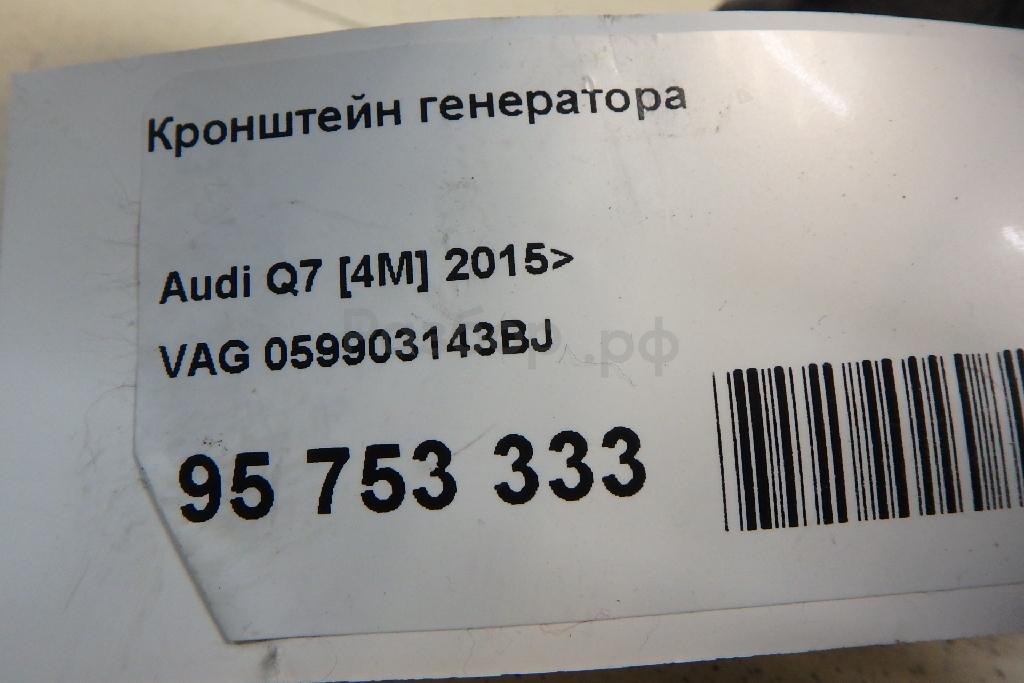 Кронштейн генератора
Audi Q7 [4M] 2015>
VAG 059903143BJ
95 753 333